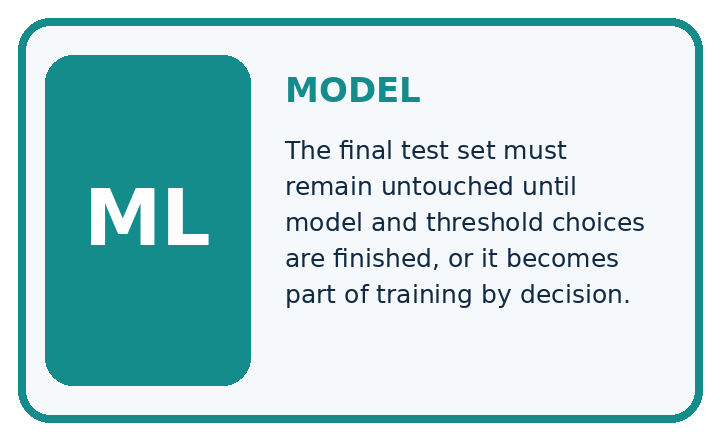 ML
MODEL
The final test set must
remain untouched until
model and threshold choices
are finished, or it becomes
part of training by decision.